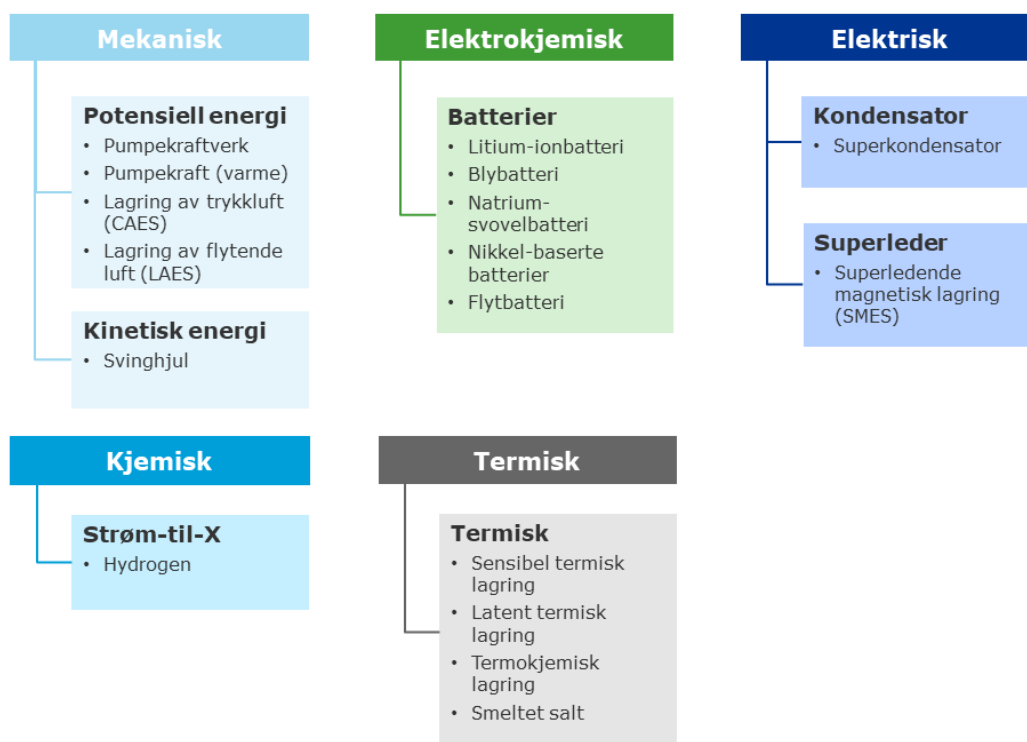 Mekanisk
Potensiell energi
• Pumpekraftverk
• Pumpekraft (varme)
• Lagring av trykkluft
(CAES)
• Lagring av flytende
luft (LAES)
Kinetisk energi
• Svinghjul
Elektrokjemisk
Batterier
• Litium-ionbatteri
• Blybatteri
• Natrium-
svovelbatteri
• Nikkel-baserte
batterier
• Flytbatteri
Elektrisk
Kondensator
• Superkondensator
Superleder
• Superledende
magnetisk lagring
(SMES)
Kjemisk
Strøm-til-X
• Hydrogen
Termisk
Termisk
• Sensibel termisk
lagring
• Latent termisk
lagring
• Termokjemisk
lagring
• Smeltet salt